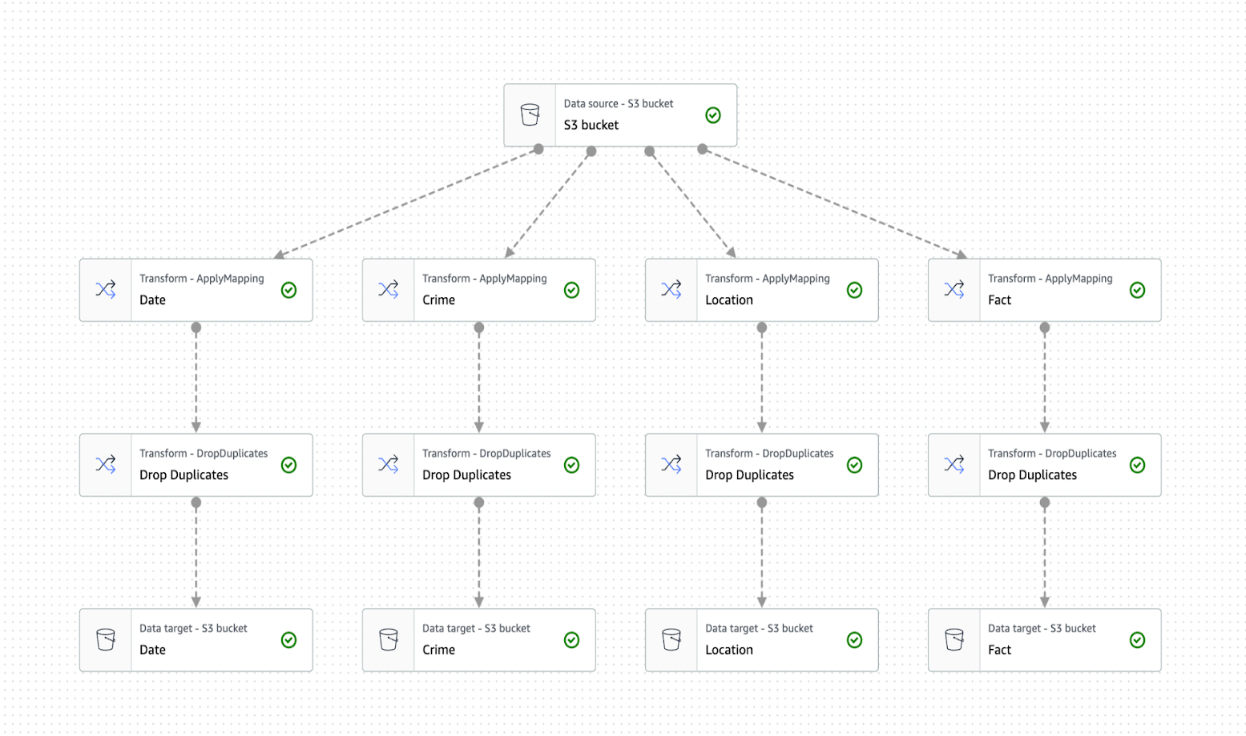 Data source - S3 bucket
S3 bucket
Transform - ApplyMapping
Date
Transform - ApplyMapping
Crime
Transform - ApplyMapping
Location
Transform - ApplyMapping
Fact
Transform - DropDuplicates
Drop Duplicates
Transform - DropDuplicates
Drop Duplicates
Transform - DropDuplicates
Drop Duplicates
Transform - DropDuplicates
Drop Duplicates
Data target - S3 bucket
Date
Data target - S3 bucket
Crime
Data target - S3 bucket
Location
Data target - S3 bucket
Fact